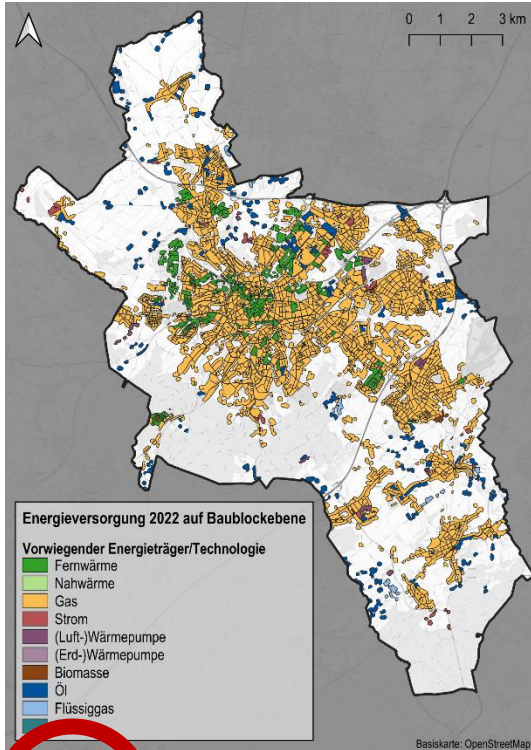 0 1 2 3 km
Energieversorgung 2022 auf Baublockebene
Vorwiegender Energieträger/Technologie
Fernwärme
Nahwärme
Gas
Strom
(Luft-)Wärmepumpe
(Erd-)Wärmepumpe
Biomasse
Öl
Flüssiggas
Basiskarte: OpenStreetMap